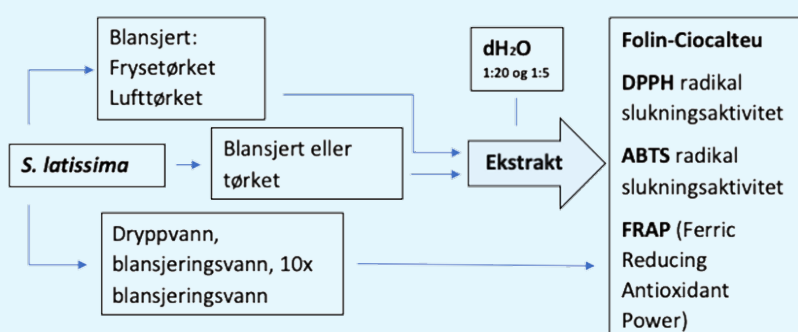 Blansjert:
Frysetørket
Lufttørket
dH₂O
1:20 og 1:5
S. latissima
Blansjert eller
tørket
Ekstrakt
Dryppvann,
blansjeringsvann, 10x
blansjeringsvann
Folin-Ciocalteu
DPPH radikal
slukningsaktivitet
ABTS radikal
slukningsaktivitet
FRAP (Ferric
Reducing
Antioxidant
Power)